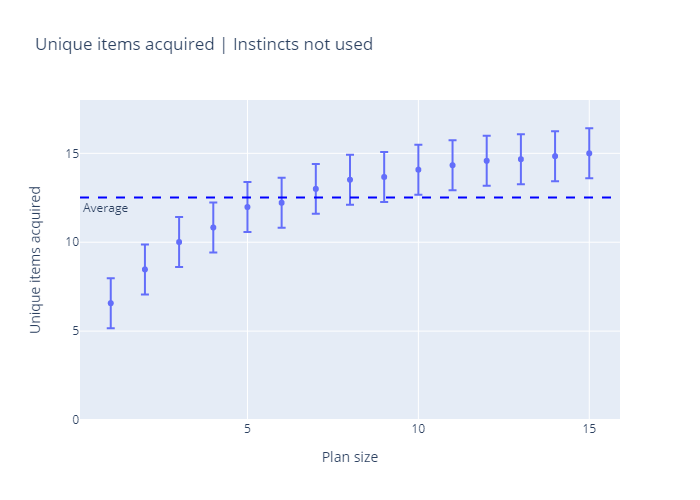 Unique items acquired | Instincts not used
Unique items acquired
15
10
5
0
Average
5
10
15
Plan size